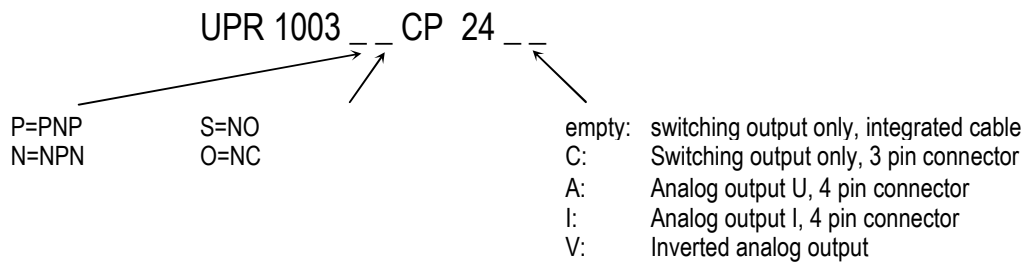 UPR 1003 _ _ CP 24 _ _
P=PNP S=NO empty: switching output only, integrated cable
N=NPN O=NC C: Switching output only, 3 pin connector
A: Analog output U, 4 pin connector
I: Analog output I, 4 pin connector
V: Inverted analog output